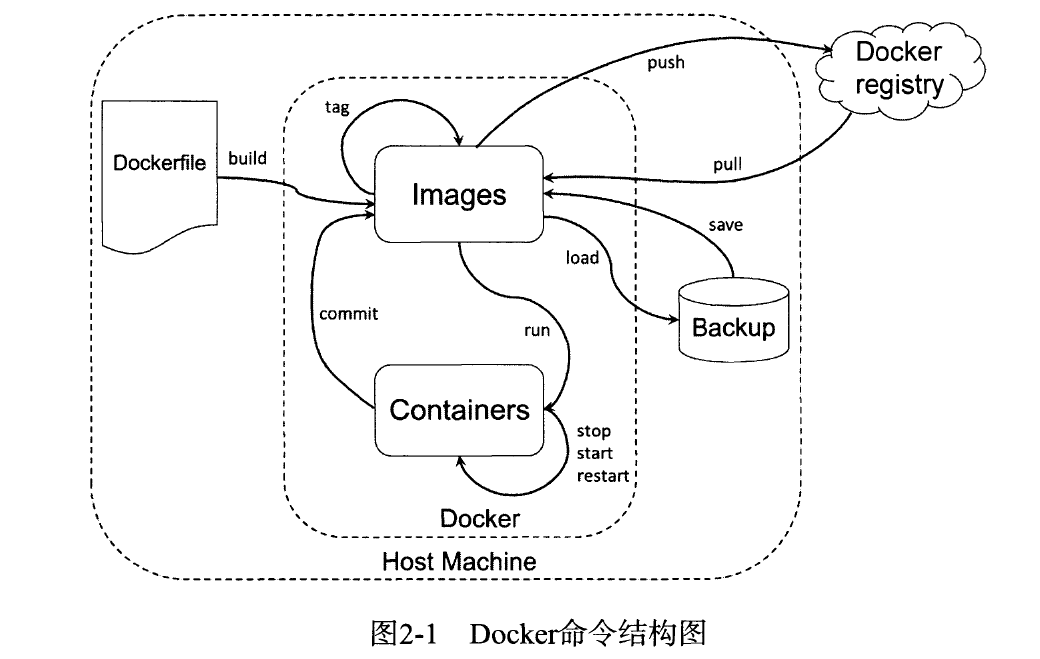 Docker
registry
push
tag
Dockerfile
build
pull
Images
save
load
commit
run
Backup
Containers
stop
start
restart
Docker
Host Machine
图2-1 Docker命令结构图